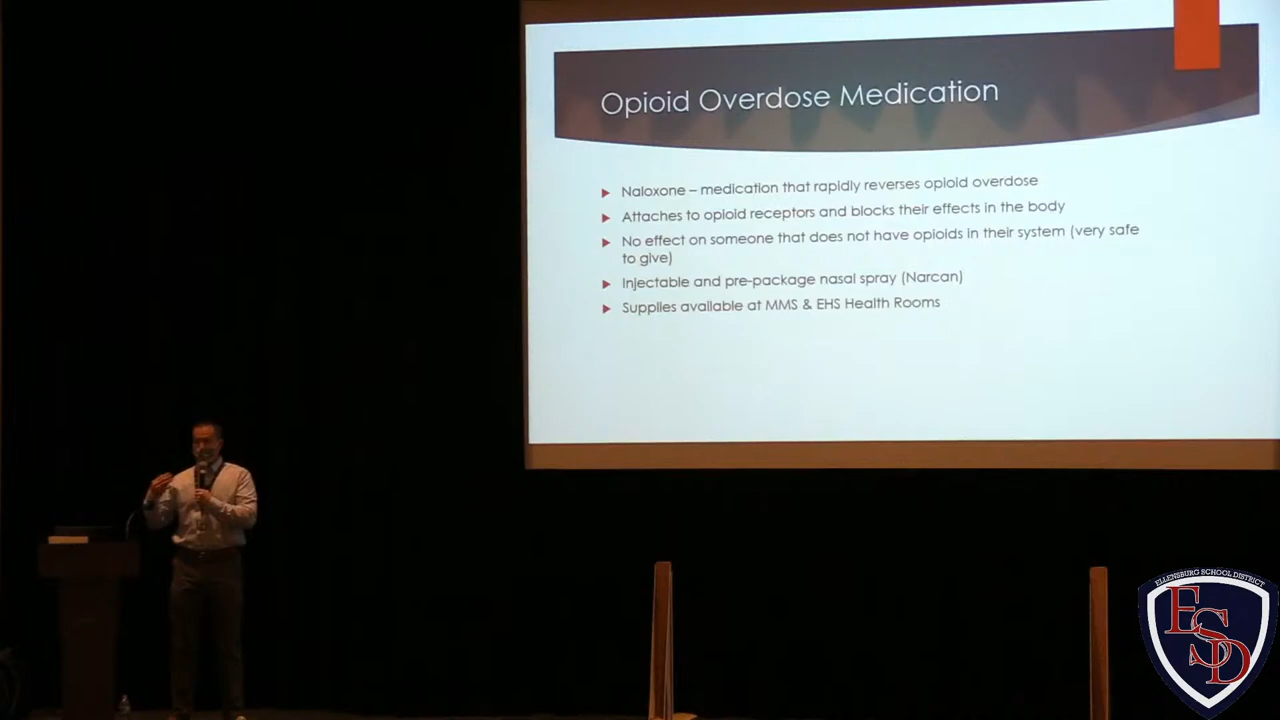 Opioid Overdose Medication
Naloxone – medication that rapidly reverses opioid overdose
Attaches to opioid receptors and blocks their effects in the body
No effect on someone that does not have opioids in their system (very safe
to give)
Injectable and pre-package nasal spray (Narcan)
Supplies available at MMS & EHS Health Rooms
ELLENSBURG SCHOOL DISTRICT
ESD